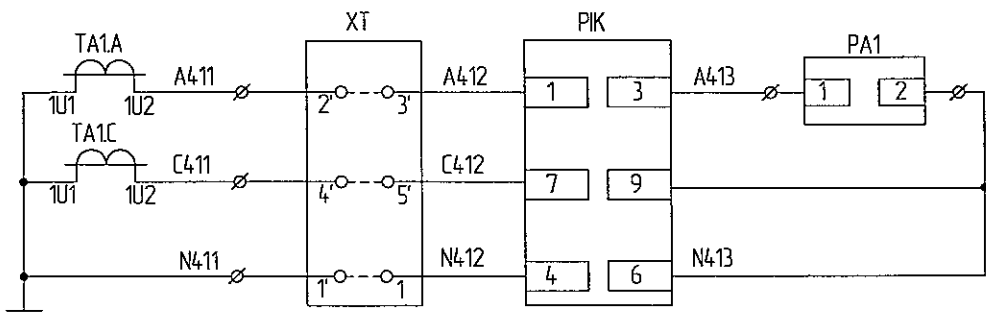 TA1.A
XT
PIK
PA1
A411
A412
A413
1U1
1U2
2'
3'
1
3
1
2
TA1.C
C411
C412
1U1
1U2
4'
5'
7
9
N411
N412
N413
1'
1
4
6